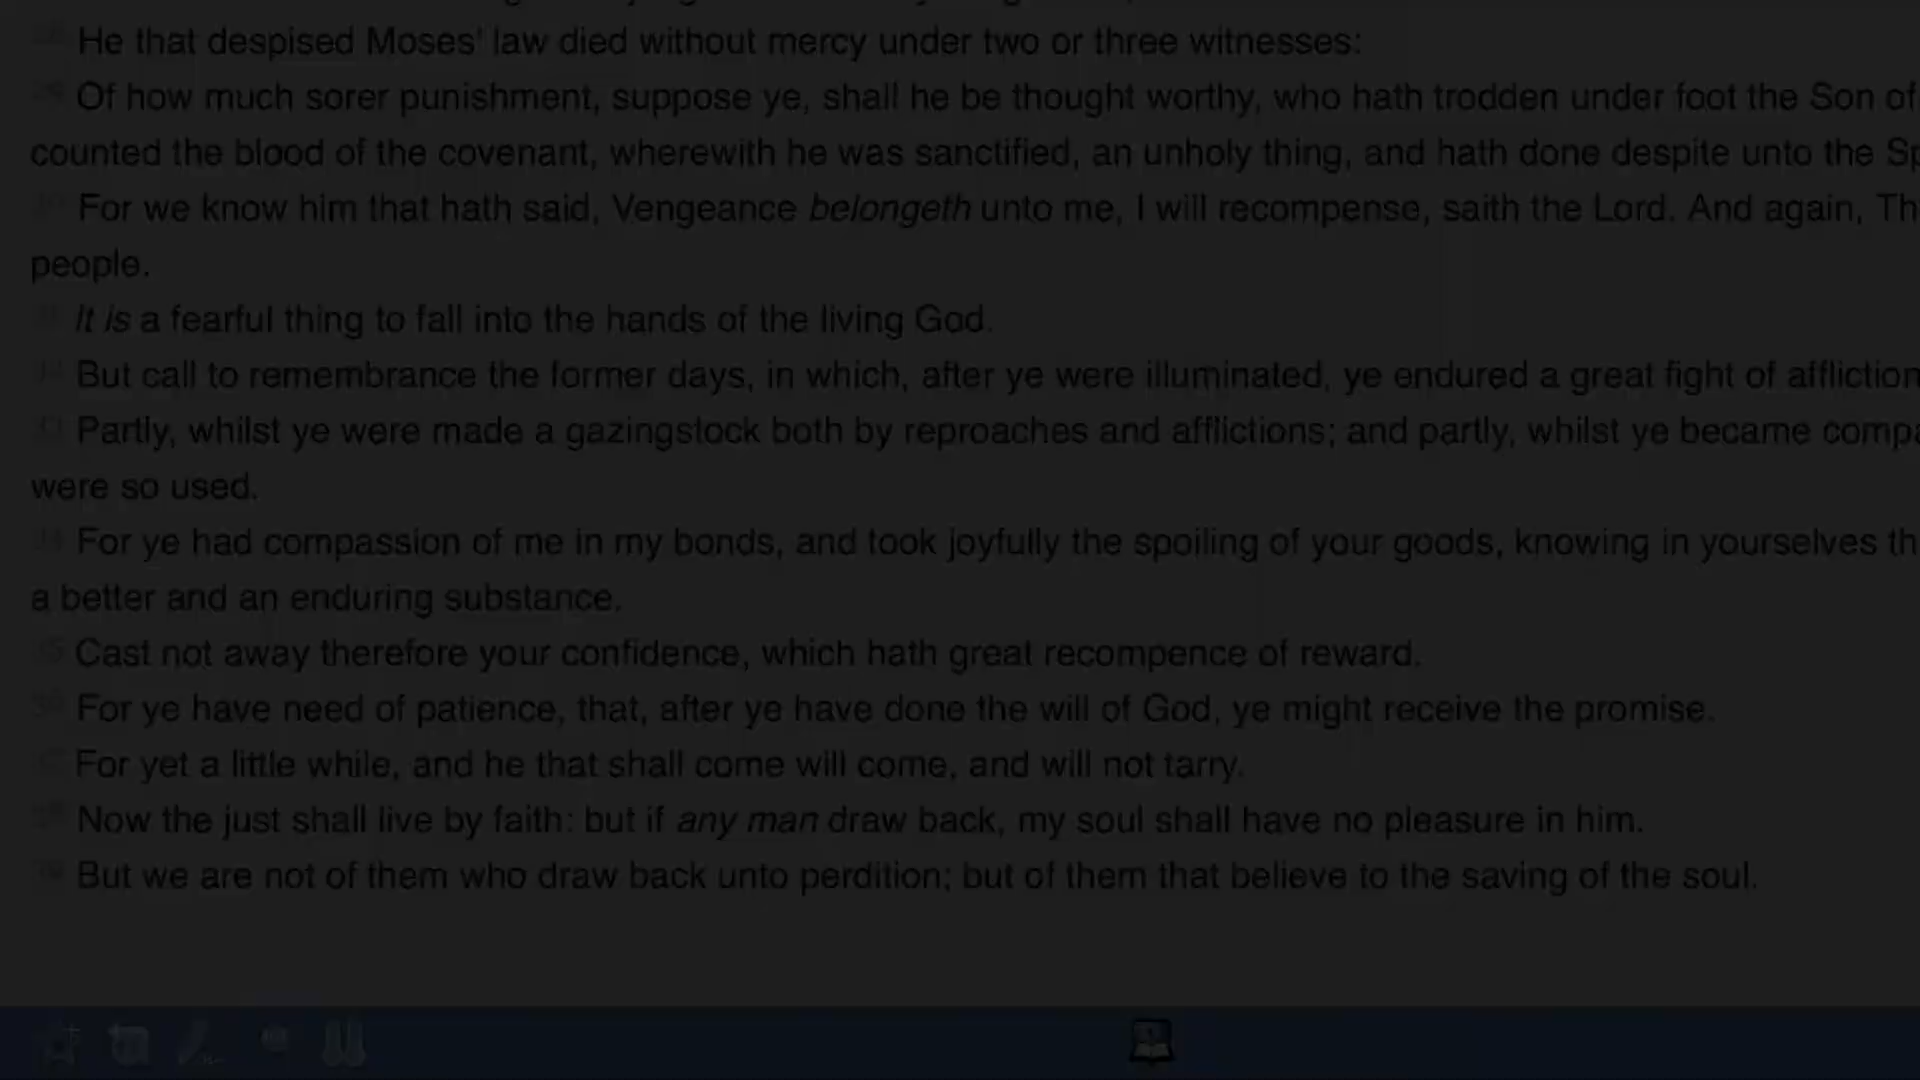 He that despised Moses' law died without mercy under two or three witnesses:
Of how much sorer punishment, suppose ye, shall he be thought worthy, who hath trodden under foot the Son of
counted the blood of the covenant, wherewith he was sanctified, an unholy thing, and hath done despite unto the Sp
For we know him that hath said, Vengeance belongeth unto me, I will recompense, saith the Lord. And again, Th
people.
It is a fearful thing to fall into the hands of the living God.
32 But call to remembrance the former days, in which, after ye were illuminated, ye endured a great fight of affliction
33 Partly, whilst ye were made a gazingstock both by reproaches and afflictions; and partly, whilst ye became compa
were so used.
34 For ye had compassion of me in my bonds, and took joyfully the spoiling of your goods, knowing in yourselves th
a better and an enduring substance.
35 Cast not away therefore your confidence, which hath great recompence of reward.
36 For ye have need of patience, that, after ye have done the will of God, ye might receive the promise.
For yet a little while, and he that shall come will come, and will not tarry.
Now the just shall live by faith: but if any man draw back, my soul shall have no pleasure in him.
But we are not of them who draw back unto perdition; but of them that believe to the saving of the soul.